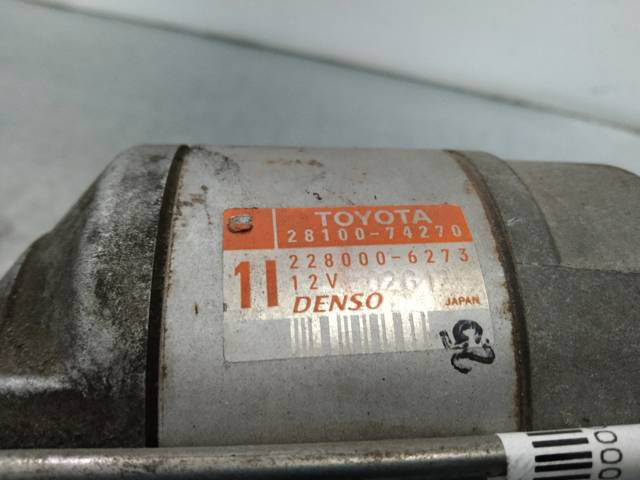 TOYOTA
28100-74270
1I 228000-6273
12V
DENSO
JAPAN